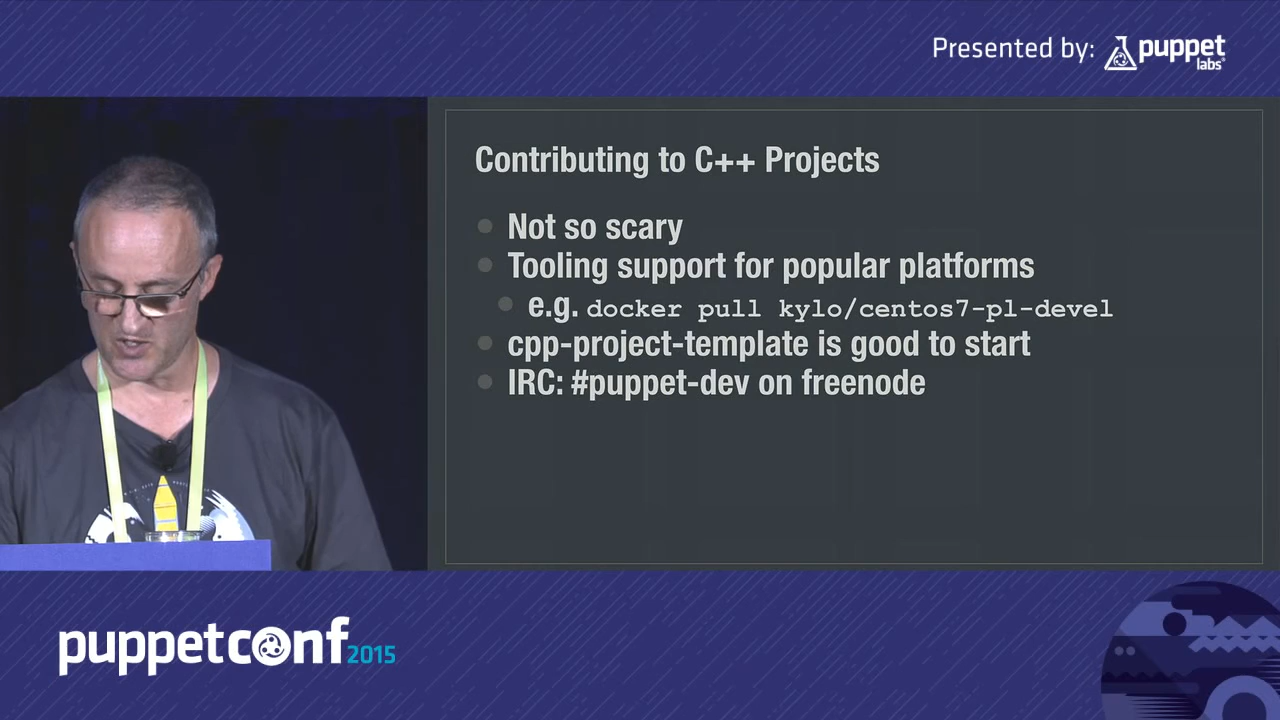 Presented by: puppet labs
Contributing to C++ Projects
Not so scary
Tooling support for popular platforms
e.g. docker pull kylo/centos7-pl-devel
cpp-project-template is good to start
IRC: #puppet-dev on freenode
puppetconf 2015